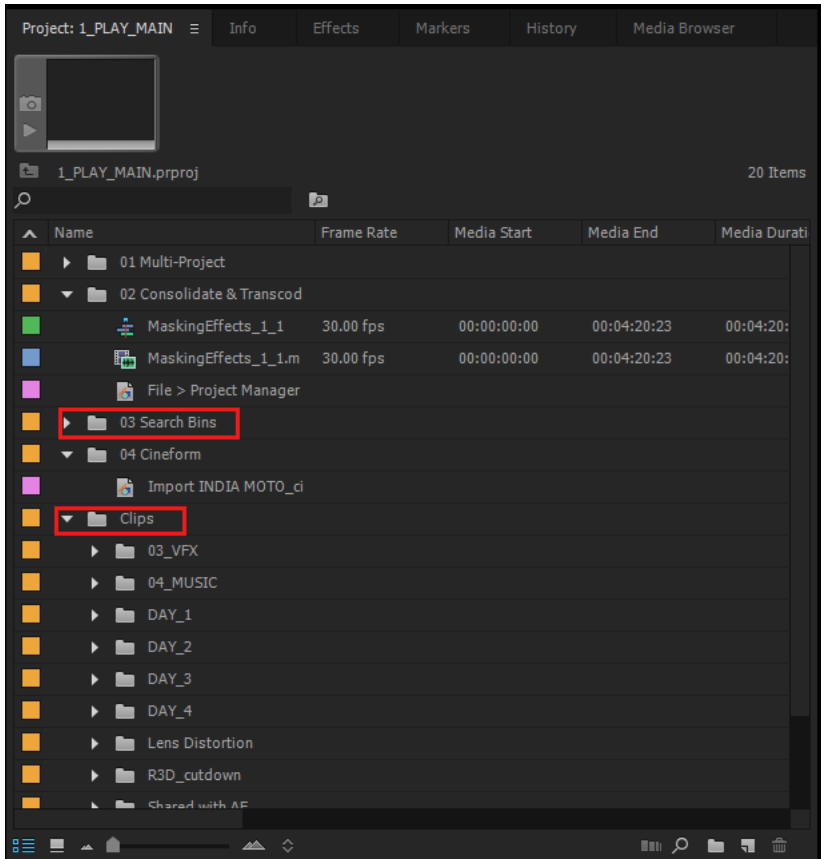 Project: 1_PLAY_MAIN Info Effects Markers History Media Browser
1_PLAY_MAIN.prproj 20 Items
Name Frame Rate Media Start Media End Media Durati
01 Multi-Project
02 Consolidate & Transcod
MaskingEffects_1_1 30.00 fps 00:00:00:00 00:04:20:23 00:04:20:
MaskingEffects_1_1.m 30.00 fps 00:00:00:00 00:04:20:23 00:04:20:
File > Project Manager
03 Search Bins
04 Cineform
Import INDIA MOTO_ci
Clips
03_VFX
04_MUSIC
DAY_1
DAY_2
DAY_3
DAY_4
Lens Distortion
R3D_cutdown
Shared with AE